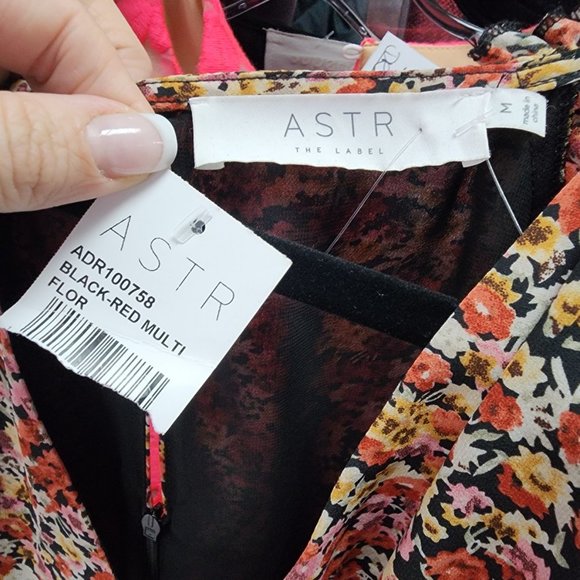 ASTR
THE LABEL
M
made in
china
ASTR
ADR100758
BLACK-RED MULTI
FLOR